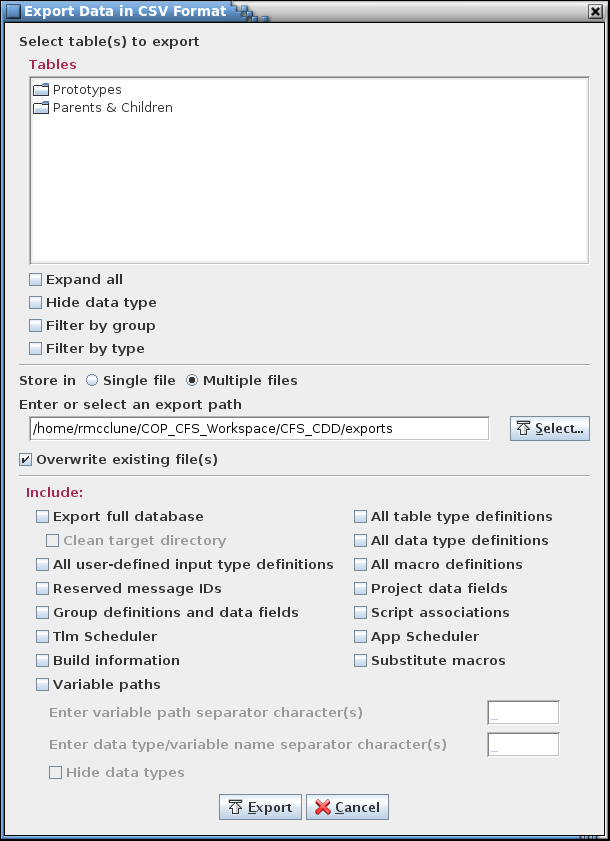 Export Data in CSV Format
Select table(s) to export
Tables
Prototypes
Parents & Children
Expand all
Hide data type
Filter by group
Filter by type
Store in Single file Multiple files
Enter or select an export path
/home/rmcclune/COP_CFS_Workspace/CFS_CDD/exports Select...
Overwrite existing file(s)
Include:
Export full database All table type definitions
Clean target directory All data type definitions
All user-defined input type definitions All macro definitions
Reserved message IDs Project data fields
Group definitions and data fields Script associations
Tlm Scheduler App Scheduler
Build information Substitute macros
Variable paths
Enter variable path separator character(s) _
Enter data type/variable name separator character(s) _
Hide data types
Export Cancel